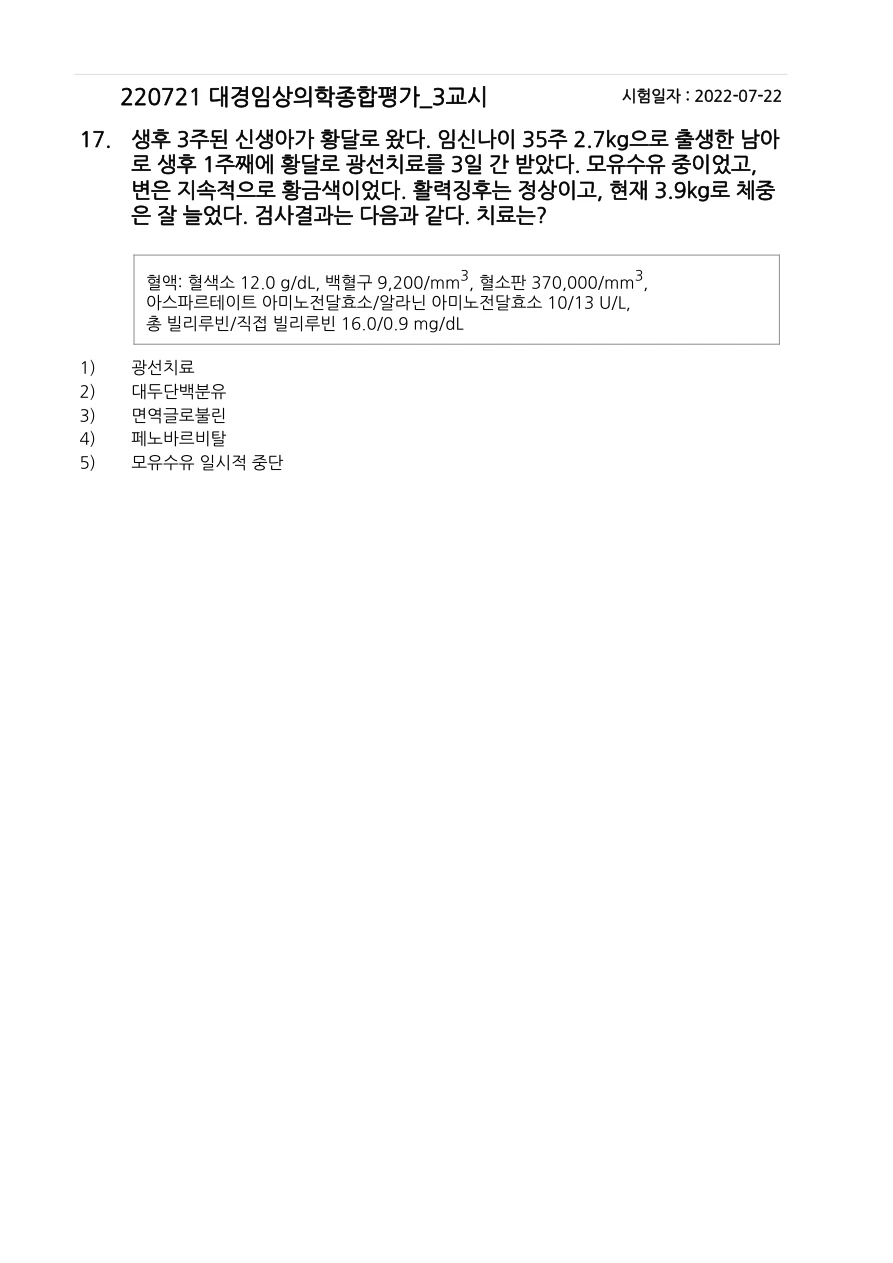 220721 대경임상의학종합평가_3교시 시험일자 : 2022-07-22
17. 생후 3주된 신생아가 황달로 왔다. 임신나이 35주 2.7kg으로 출생한 남아
로 생후 1주째에 황달로 광선치료를 3일 간 받았다. 모유수유 중이었고,
변은 지속적으로 황금색이었다. 활력징후는 정상이고, 현재 3.9kg로 체중
은 잘 늘었다. 검사결과는 다음과 같다. 치료는?
혈액: 혈색소 12.0 g/dL, 백혈구 9,200/mm³, 혈소판 370,000/mm³,
아스파르테이트 아미노전달효소/알라닌 아미노전달효소 10/13 U/L,
총 빌리루빈/직접 빌리루빈 16.0/0.9 mg/dL
1) 광선치료
2) 대두단백분유
3) 면역글로불린
4) 페노바르비탈
5) 모유수유 일시적 중단